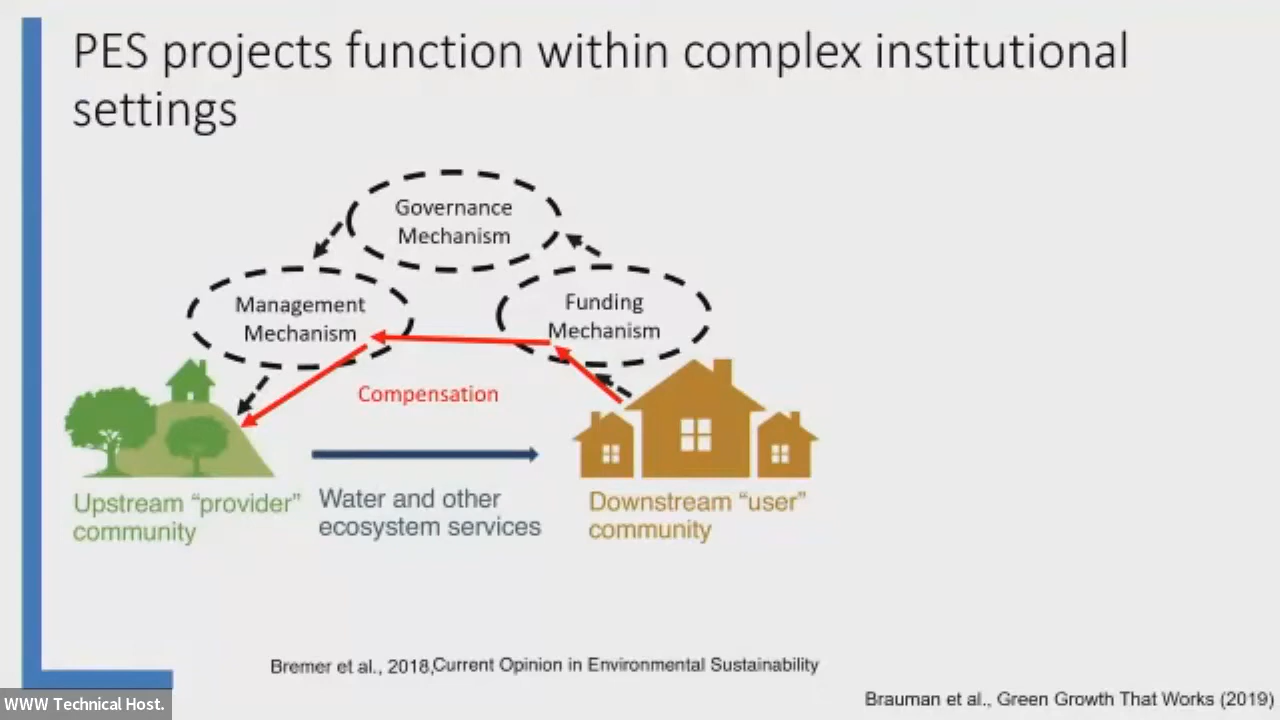 PES projects function within complex institutional
settings
Governance
Mechanism
Management
Mechanism
Funding
Mechanism
Compensation
Upstream “provider”
community
Water and other
ecosystem services
Downstream “user”
community
Bremer et al., 2018,Current Opinion in Environmental Sustainability
Brauman et al., Green Growth That Works (2019)
WWW Technical Host.